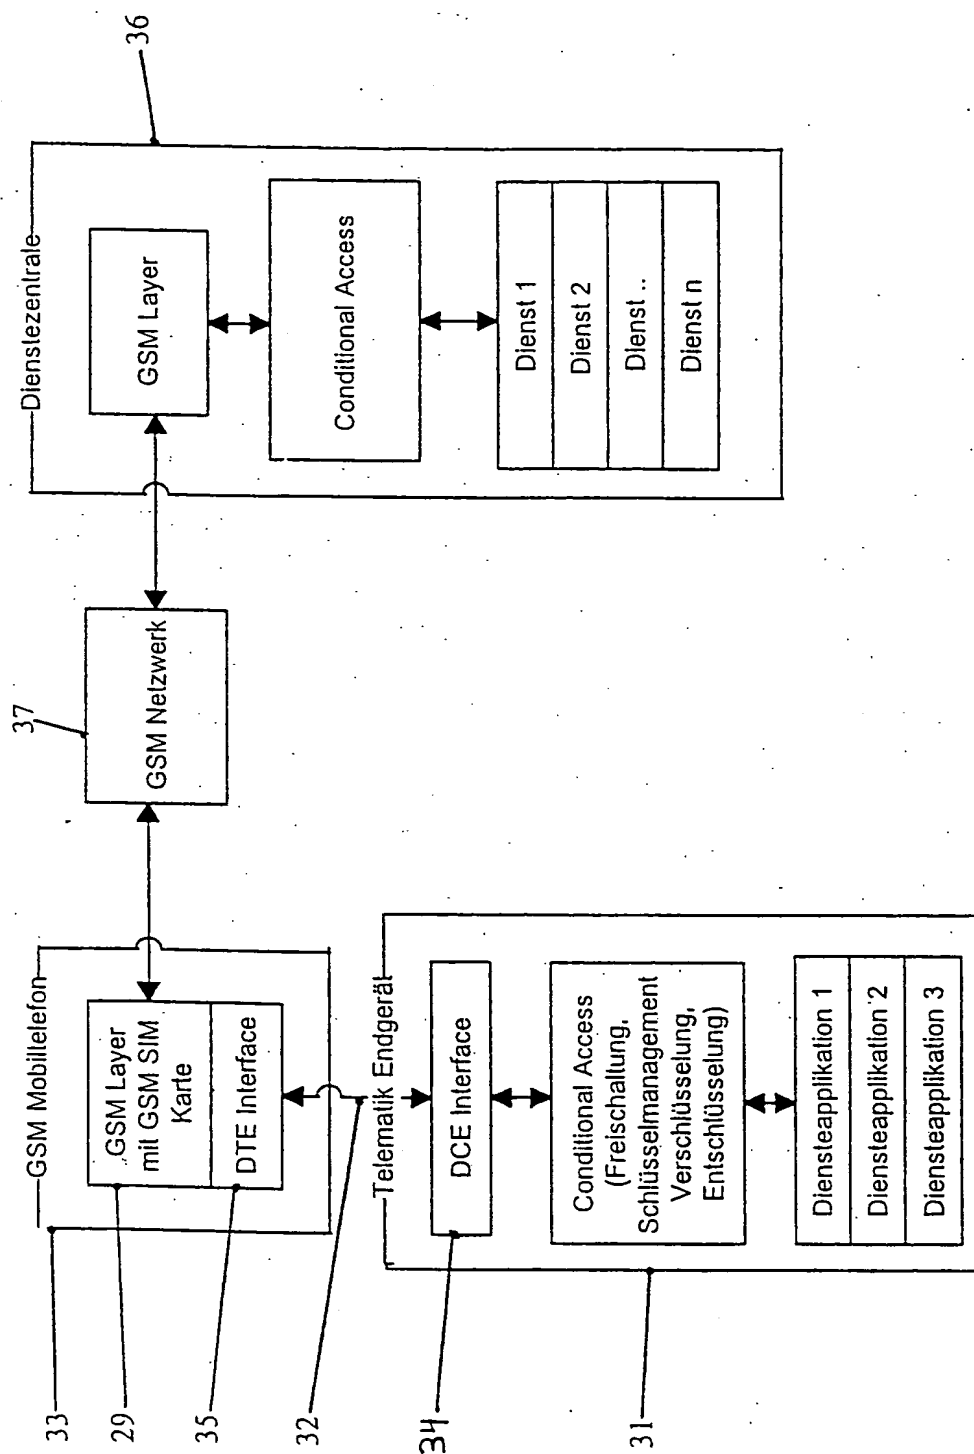 GSM Mobiltelefon
GSM Layer
mit GSM SIM
Karte
DTE Interface
33
29
35
32
Telematik Endgerät
DCE Interface
Conditional Access
(Freischaltung,
Schlüsselmanagement
Verschlüsselung,
Entschlüsselung)
Diensteapplikation 1
Diensteapplikation 2
Diensteapplikation 3
34
31
37
GSM Netzwerk
Dienstezentrale
GSM Layer
Conditional Access
Dienst 1
Dienst 2
Dienst ..
Dienst n
36